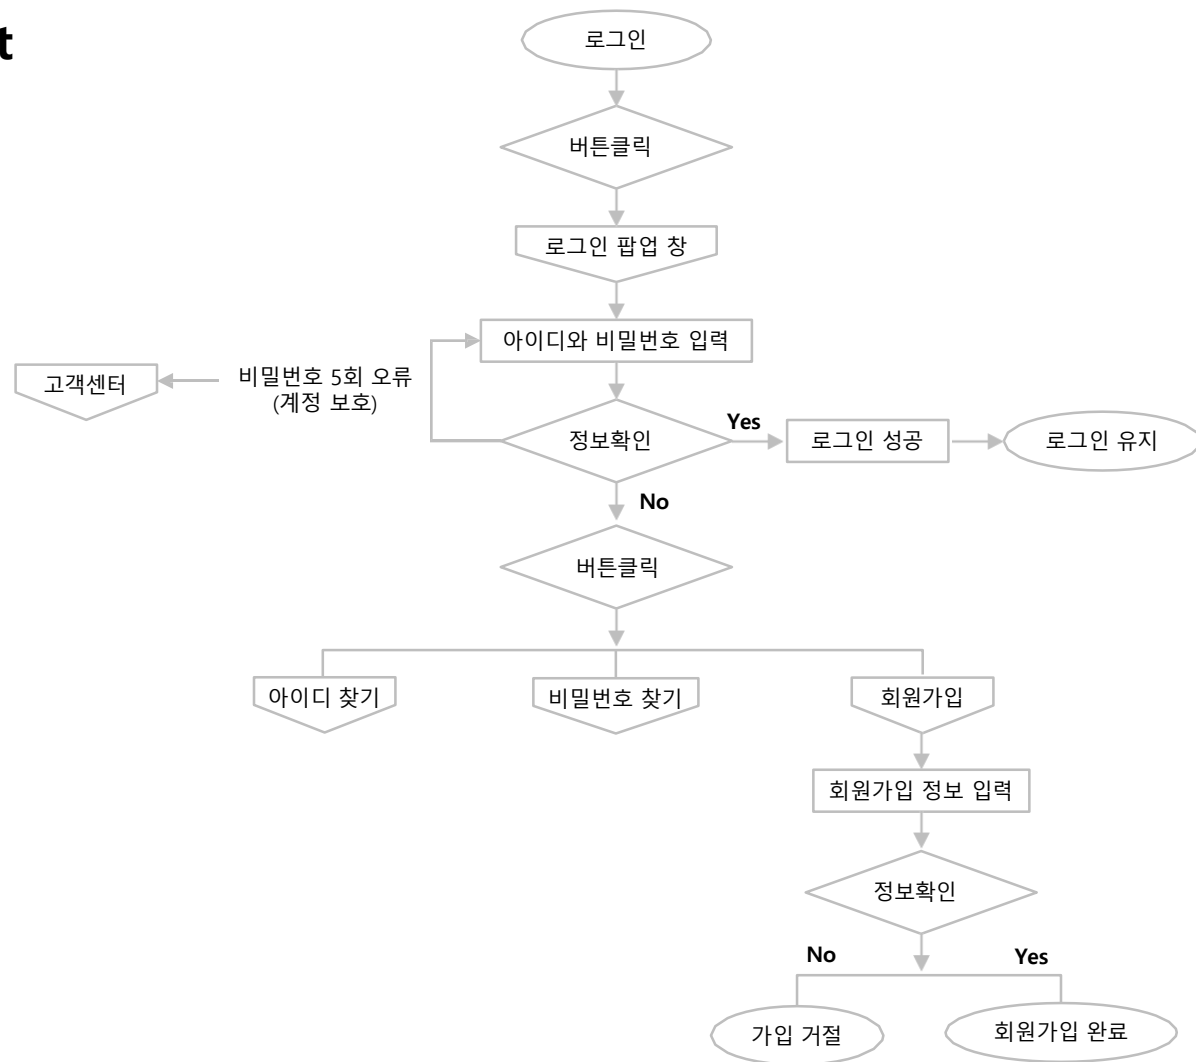 t
로그인
버튼클릭
로그인 팝업 창
아이디와 비밀번호 입력
고객센터
비밀번호 5회 오류
(계정 보호)
정보확인
Yes
로그인 성공
로그인 유지
No
버튼클릭
아이디 찾기
비밀번호 찾기
회원가입
회원가입 정보 입력
정보확인
No
Yes
가입 거절
회원가입 완료